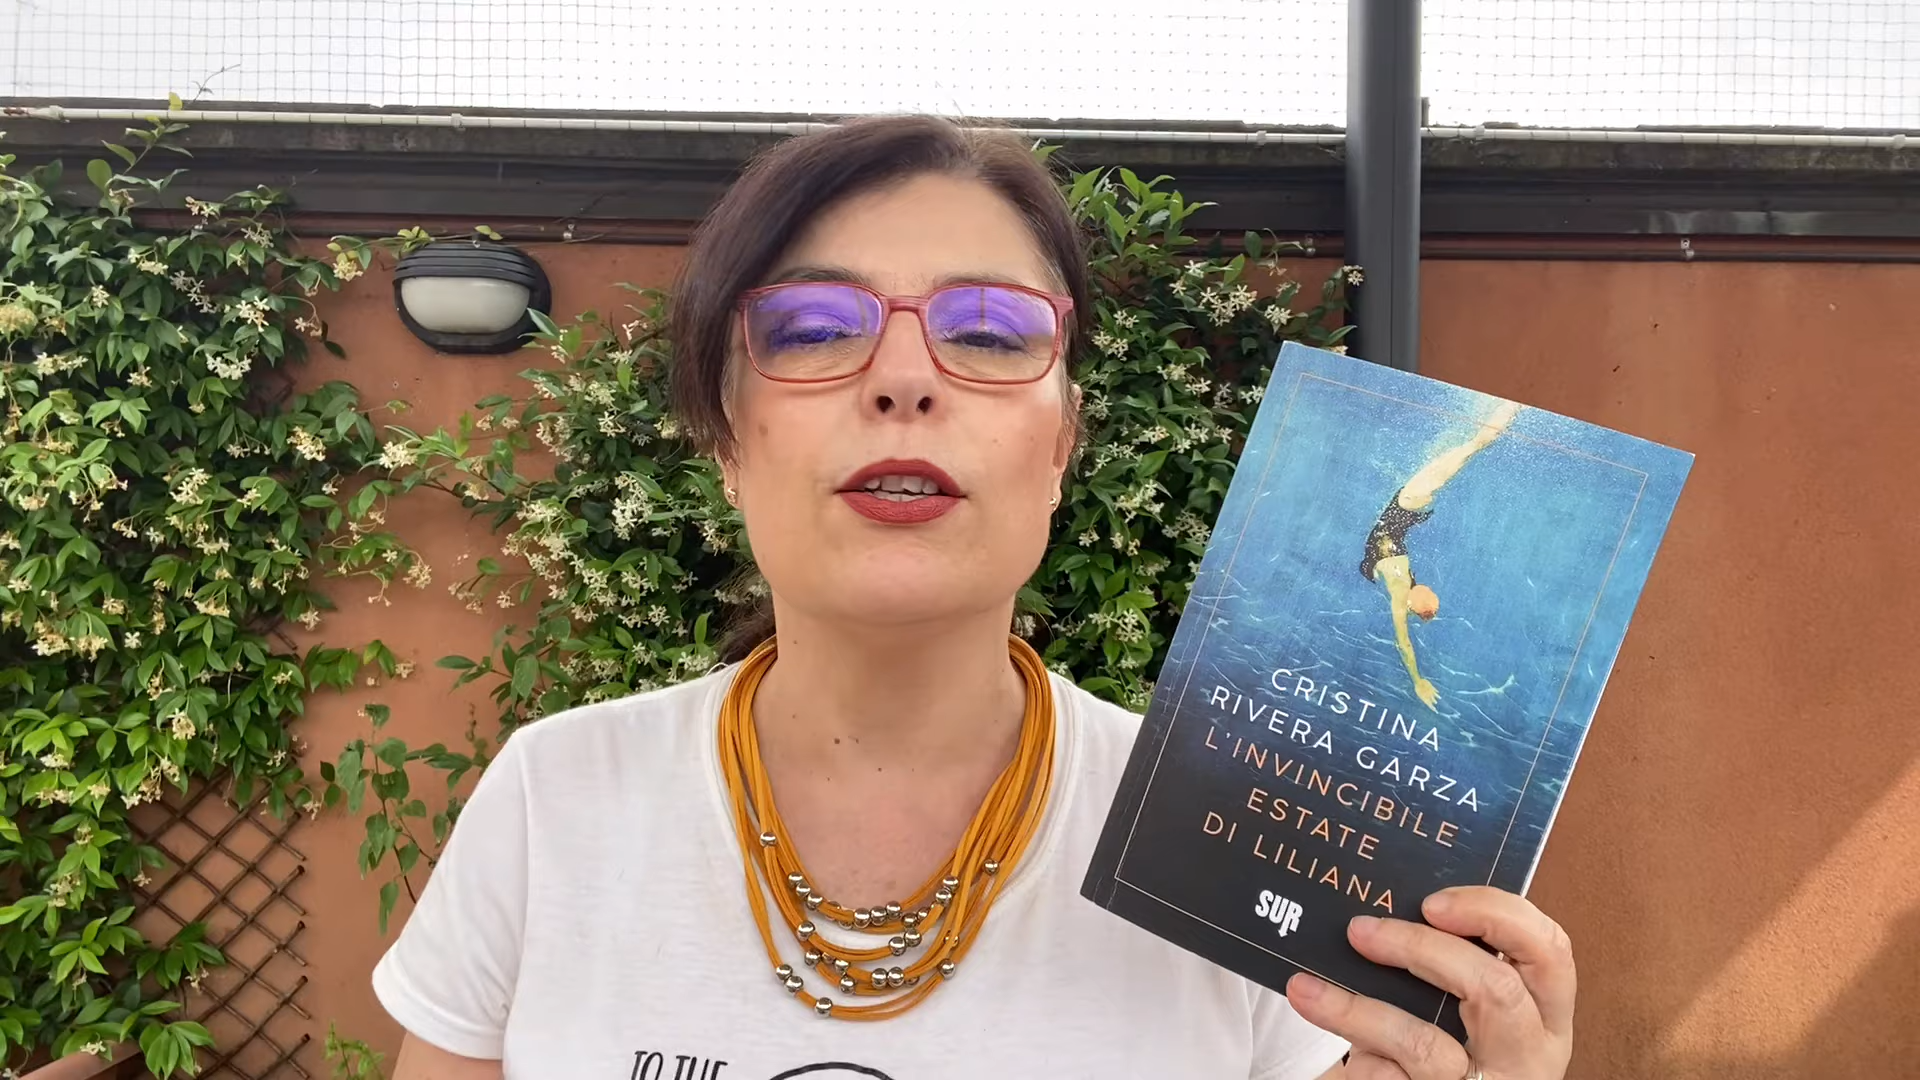 CRISTINA
RIVERA GARZA
L'INVINCIBILE
ESTATE
DI LILIANA
SUR
TO THE